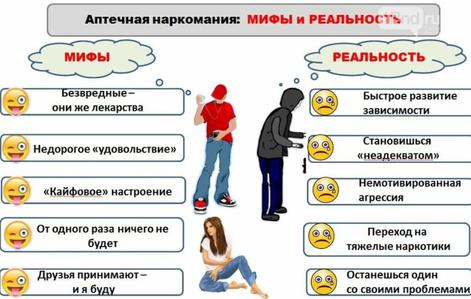 Аптечная наркомания: МИФЫ и РЕАЛЬНОСТЬ
МИФЫ
Безвредные –
они же лекарства
Недорогое «удовольствие»
«Кайфовое» настроение
От одного раза ничего не
будет
Друзья принимают –
и я буду
РЕАЛЬНОСТЬ
Быстрое развитие
зависимости
Становишься
«неадекватом»
Немотивированная
агрессия
Переход на
тяжелые наркотики
Останешься один
со своими проблемами